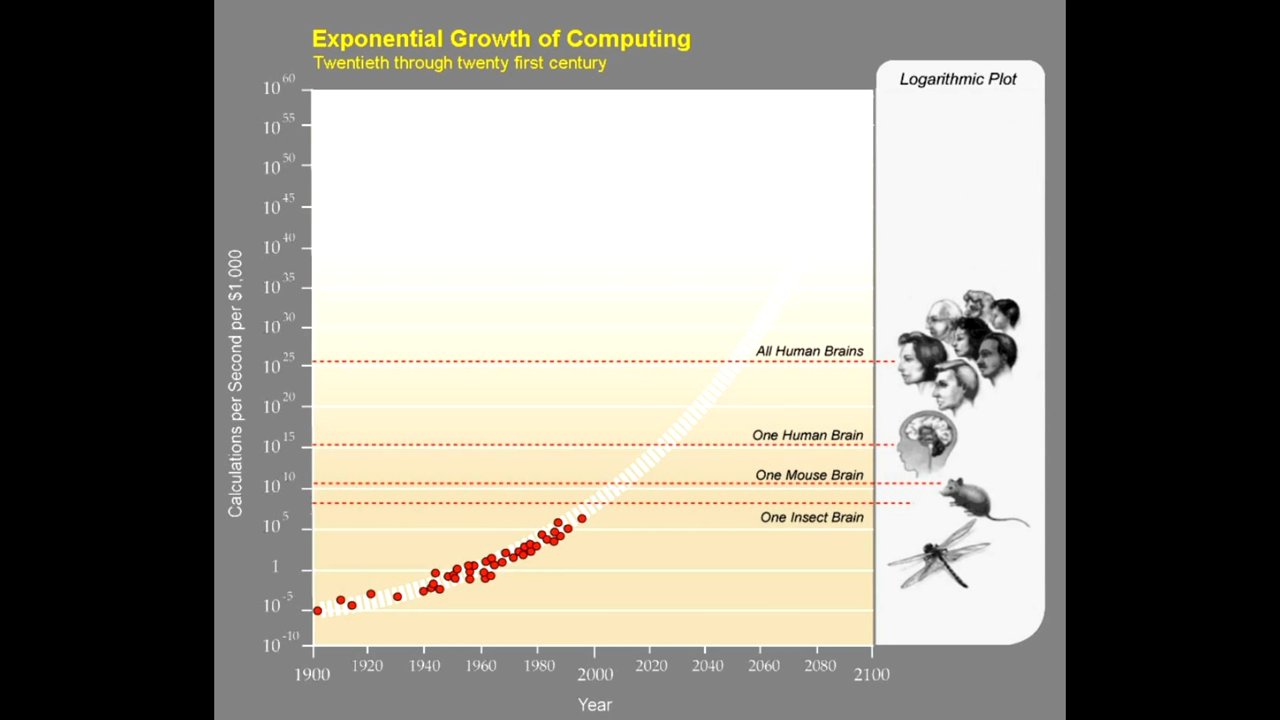 Exponential Growth of Computing
Twentieth through twenty first century
Logarithmic Plot
Calculations per Second per $1,000
10^60
10^55
10^50
10^45
10^40
10^35
10^30
10^25
10^20
10^15
10^10
10^5
1
10^-5
10^-10
All Human Brains
One Human Brain
One Mouse Brain
One Insect Brain
1900 1920 1940 1960 1980 2000 2020 2040 2060 2080 2100
Year